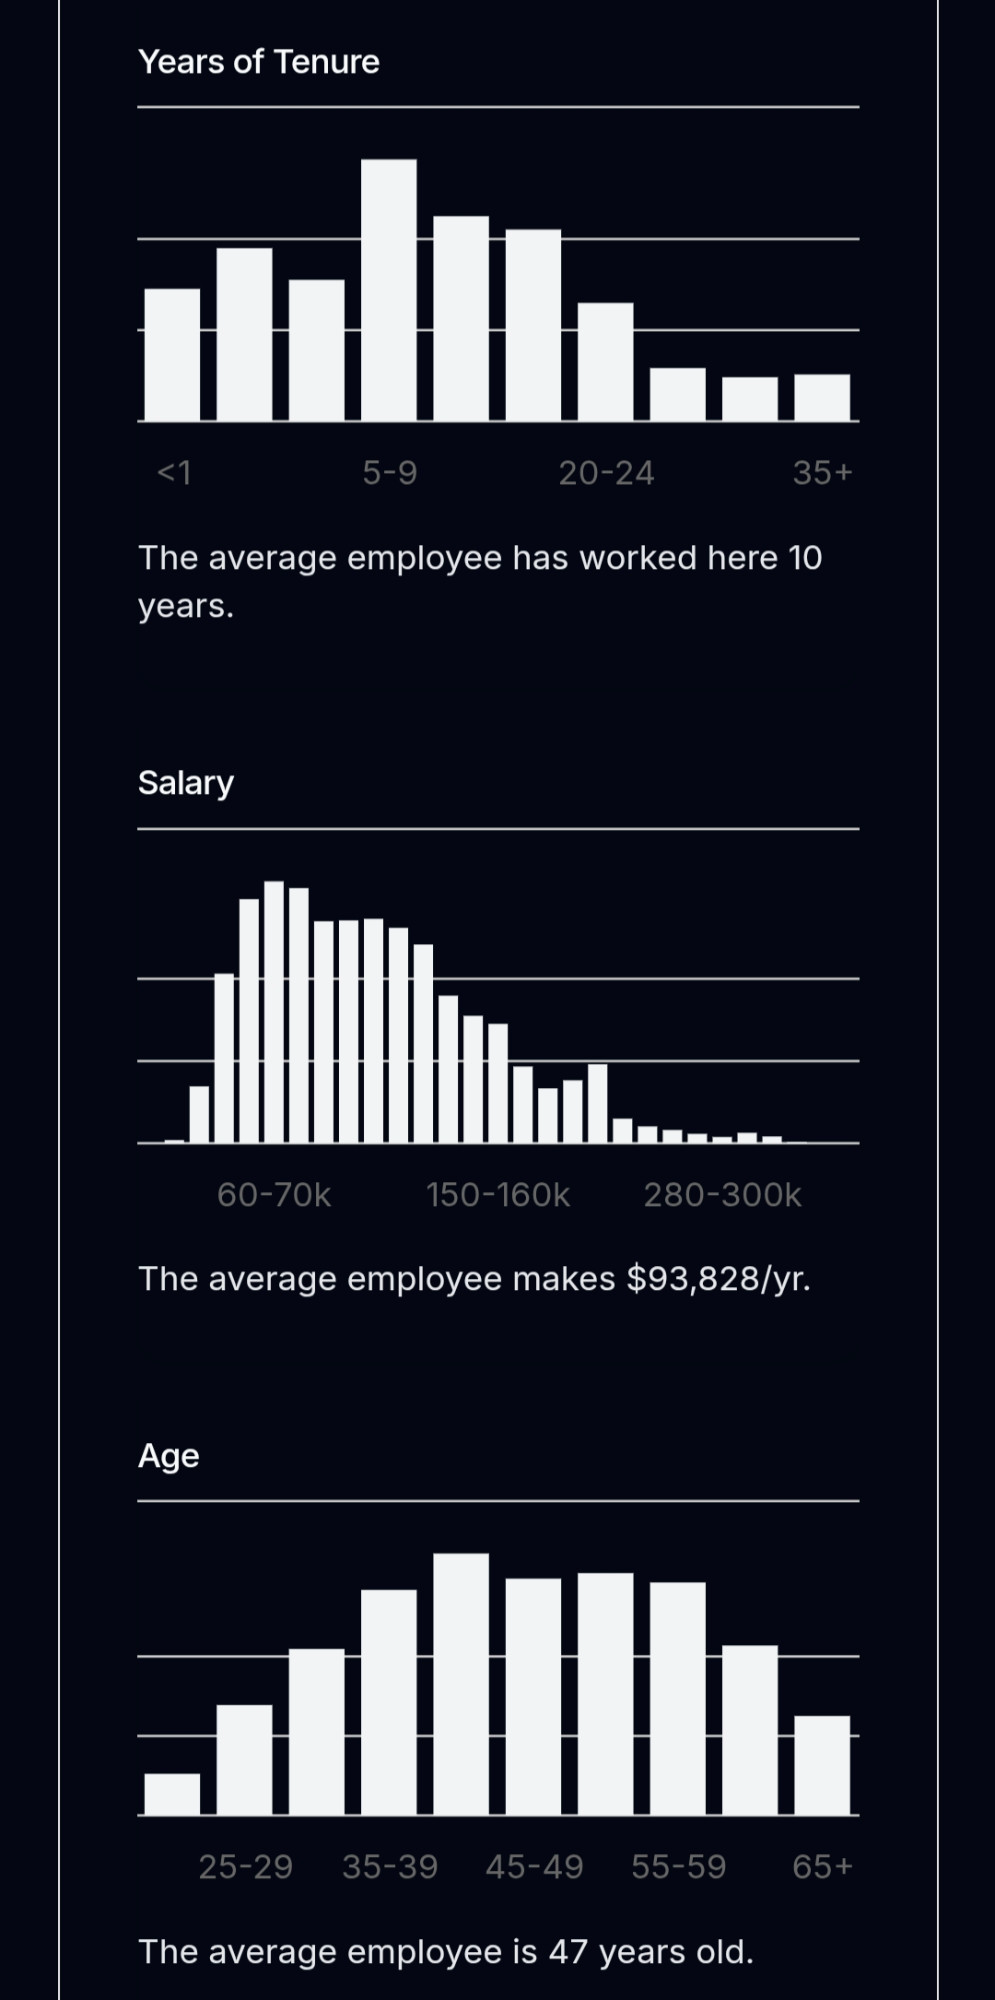 Years of Tenure
<1 5-9 20-24 35+
The average employee has worked here 10
years.
Salary
60-70k 150-160k 280-300k
The average employee makes $93,828/yr.
Age
25-29 35-39 45-49 55-59 65+
The average employee is 47 years old.